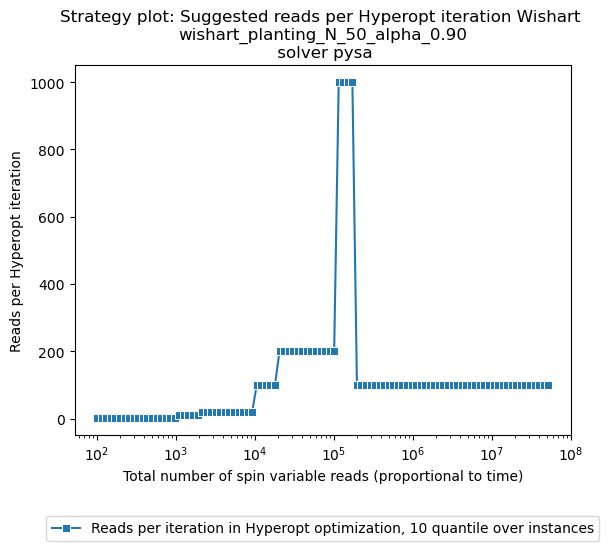 Strategy plot: Suggested reads per Hyperopt iteration Wishart
wishart_planting_N_50_alpha_0.90
solver pysa
1000
800
600
400
200
0
Reads per Hyperopt iteration
10²
10³
10⁴
10⁵
10⁶
10⁷
10⁸
Total number of spin variable reads (proportional to time)
Reads per iteration in Hyperopt optimization, 10 quantile over instances